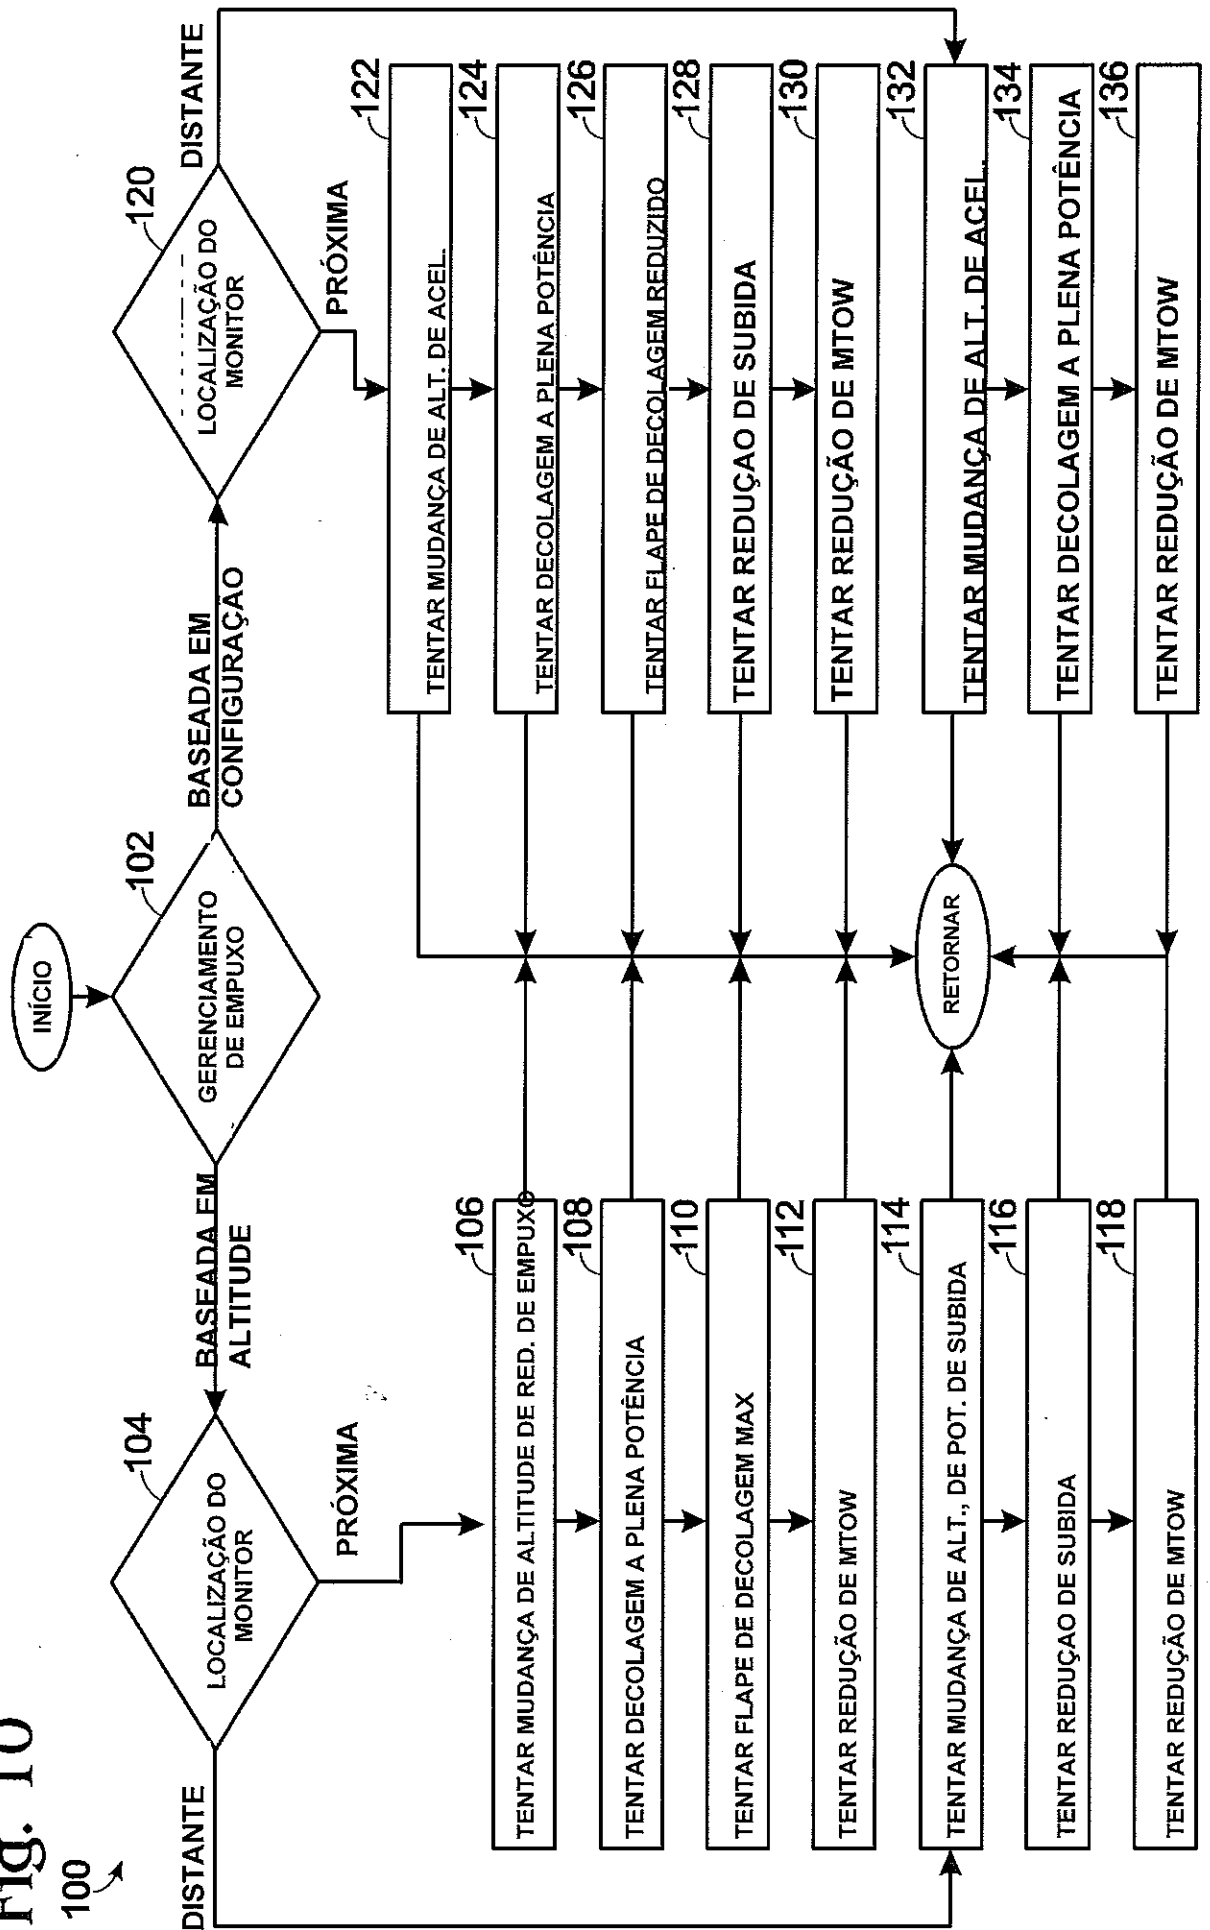 Fig. 10
100
INÍCIO
102
GERENCIAMENTO
DE EMPUXO
BASEADA EM
ALTITUDE
BASEADA EM
CONFIGURAÇÃO
104
LOCALIZAÇÃO DO
MONITOR
DISTANTE
PRÓXIMA
106
TENTAR MUDANÇA DE ALTITUDE DE RED. DE EMPUXO
108
TENTAR DECOLAGEM A PLENA POTÊNCIA
110
TENTAR FLAPE DE DECOLAGEM MAX
112
TENTAR REDUÇÃO DE MTOW
114
TENTAR MUDANÇA DE ALT., DE POT. DE SUBIDA
116
TENTAR REDUÇAO DE SUBIDA
118
TENTAR REDUÇÃO DE MTOW
RETORNAR
120
LOCALIZAÇÃO DO
MONITOR
DISTANTE
PRÓXIMA
122
TENTAR MUDANÇA DE ALT. DE ACEL.
124
TENTAR DECOLAGEM A PLENA POTÊNCIA
126
TENTAR FLAPE DE DECOLAGEM REDUZIDO
128
TENTAR REDUÇAO DE SUBIDA
130
TENTAR REDUÇÃO DE MTOW
132
TENTAR MUDANÇA DE ALT. DE ACEL.
134
TENTAR DECOLAGEM A PLENA POTÊNCIA
136
TENTAR REDUÇÃO DE MTOW